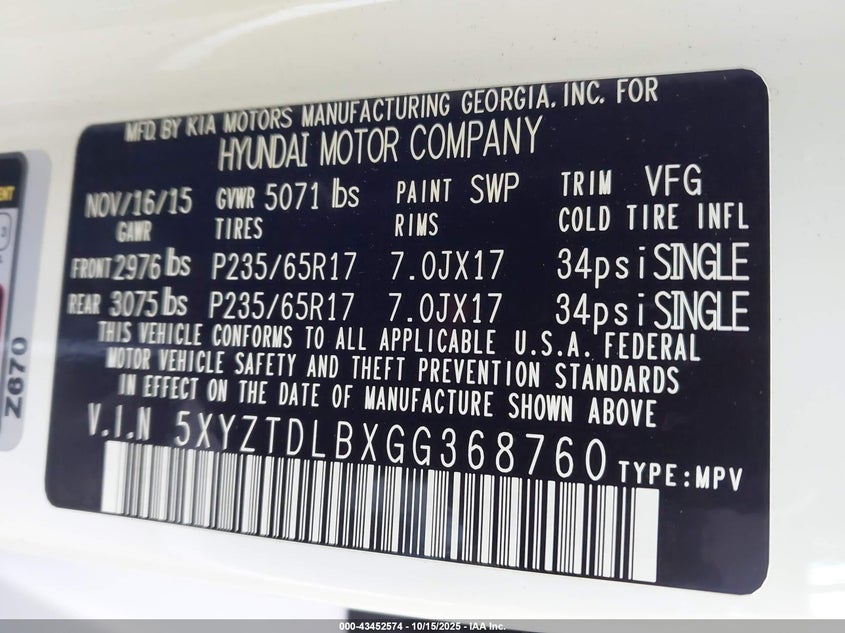 MFD. BY KIA MOTORS MANUFACTURING GEORGIA, INC. FOR
HYUNDAI MOTOR COMPANY
NOV/16/15 GVWR 5071 lbs PAINT SWP TRIM VFG
GAWR TIRES RIMS COLD TIRE INFL
FRONT 2976 lbs P235/65R17 7.0JX17 34psi SINGLE
REAR 3075 lbs P235/65R17 7.0JX17 34psi SINGLE
THIS VEHICLE CONFORMS TO ALL APPLICABLE U.S.A. FEDERAL
MOTOR VEHICLE SAFETY AND THEFT PREVENTION STANDARDS
IN EFFECT ON THE DATE OF MANUFACTURE SHOWN ABOVE
V.I.N 5XYZTDLBXGG368760 TYPE:MPV
Z670
000-43452574 - 10/15/2025 - IAA Inc.